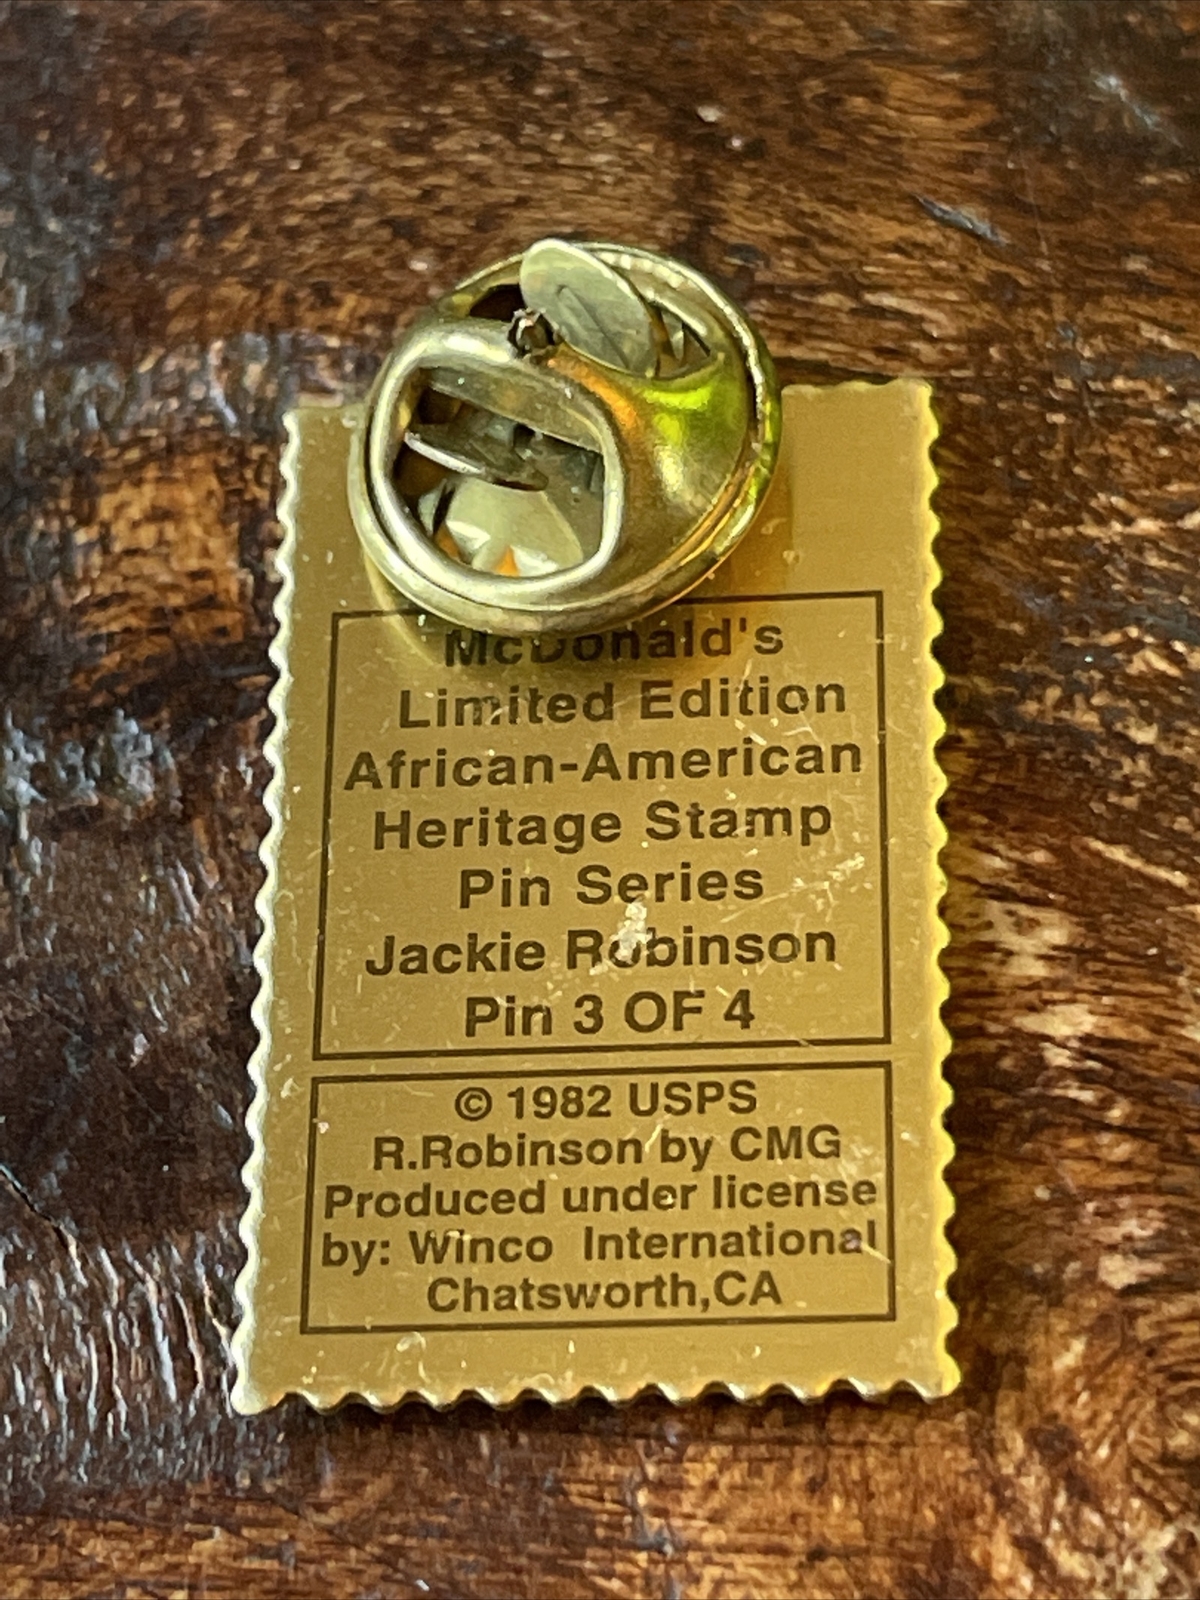 McDonald's
Limited Edition
African-American
Heritage Stamp
Pin Series
Jackie Robinson
Pin 3 OF 4
© 1982 USPS
R.Robinson by CMG
Produced under license
by: Winco International
Chatsworth,CA